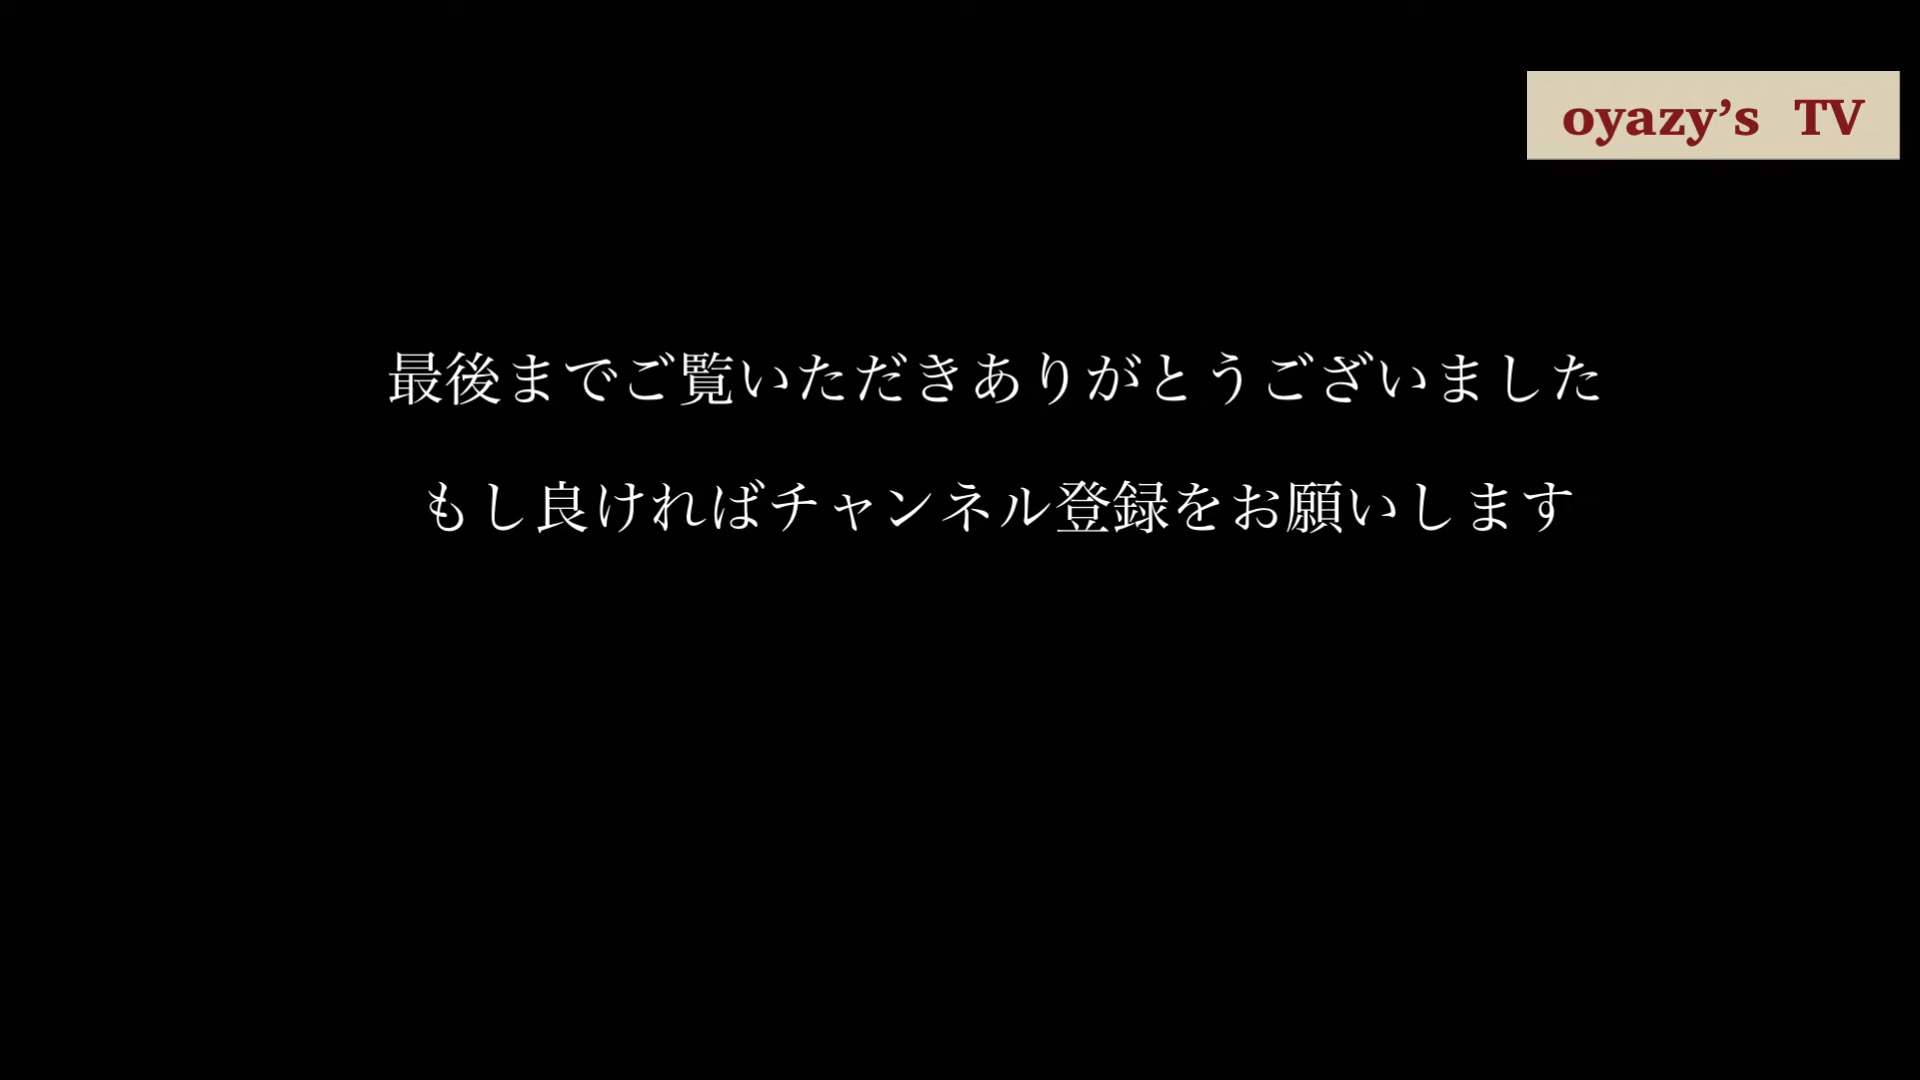 oyazy’s TV
最後までご覧いただきありがとうございました
もし良ければチャンネル登録をお願いします